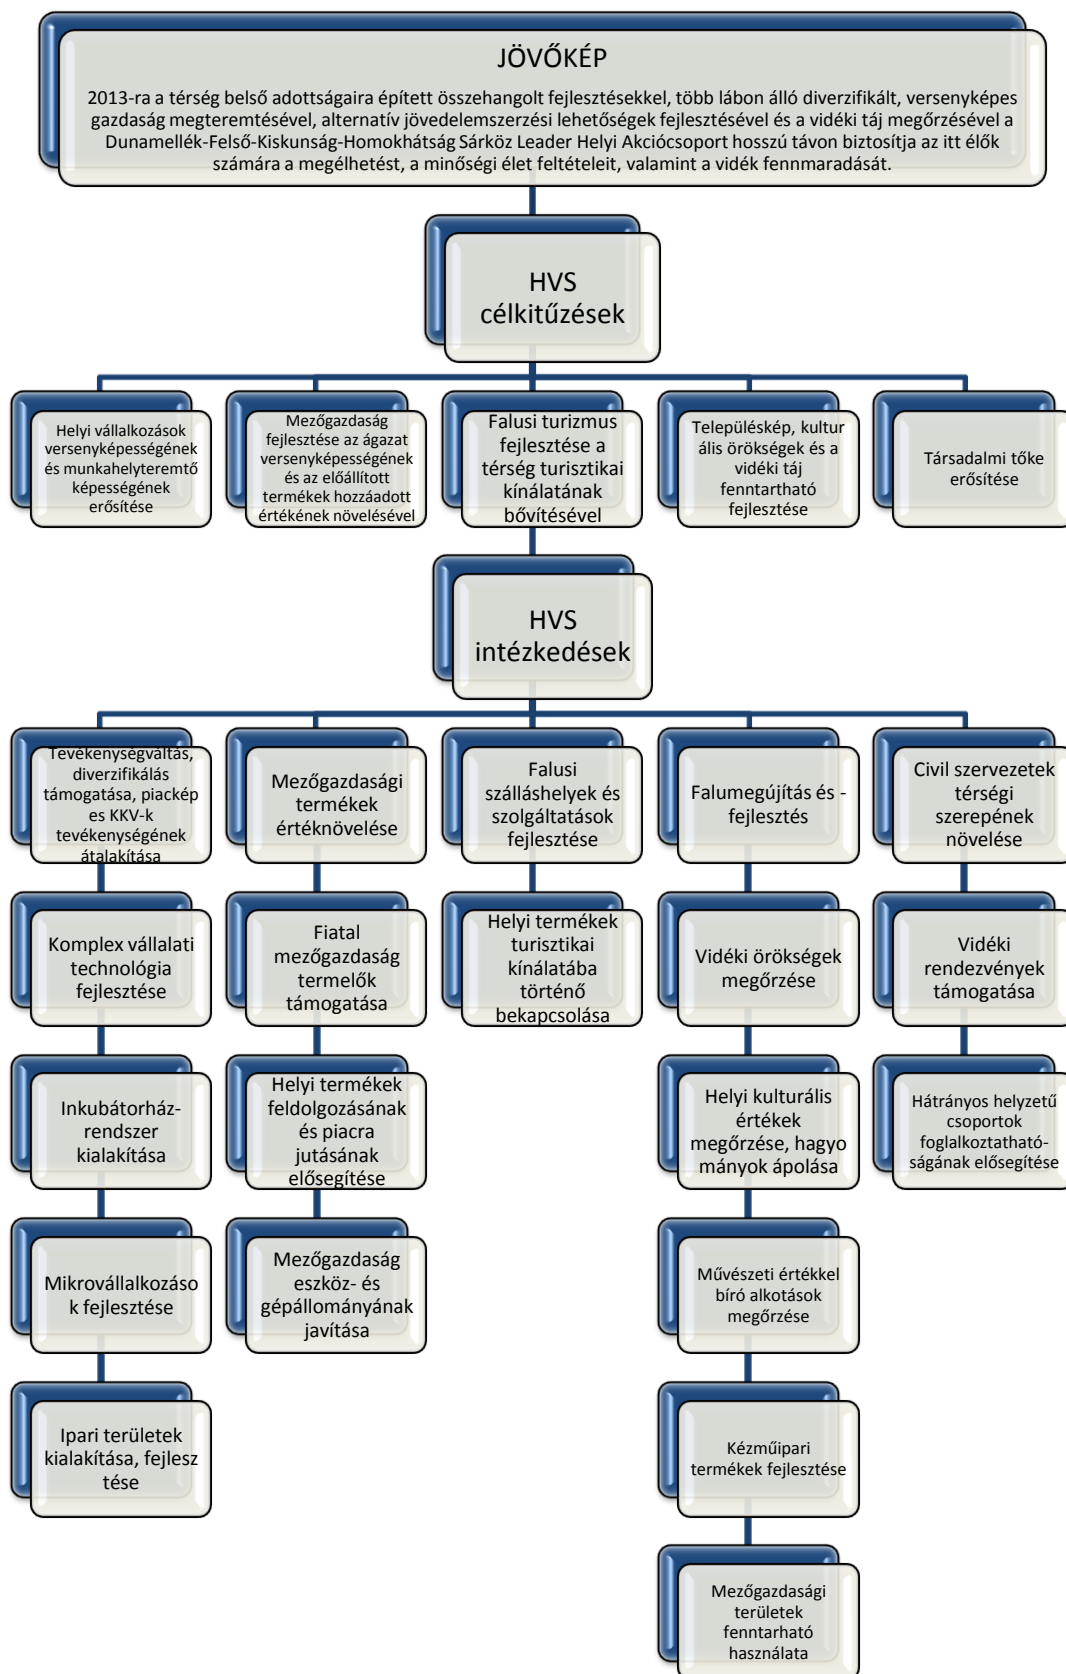 JÖVŐKÉP
2013-ra a térség belső adottságaira épített összehangolt fejlesztésekkel, több lábon álló diverzifikált, versenyképes
gazdaság megteremtésével, alternatív jövedelemszerzési lehetőségek fejlesztésével és a vidéki táj megőrzésével a
Dunamellék-Felső-Kiskunság-Homokhátság Sárköz Leader Helyi Akciócsoport hosszú távon biztosítja az itt élők
számára a megélhetést, a minőségi élet feltételeit, valamint a vidék fennmaradását.
HVS
célkitűzések
Helyi vállalkozások
versenyképességének
és munkahelyteremtő
képességének
erősítése
Mezőgazdaság
fejlesztése az ágazat
versenyképességének
és az előállított
termékek hozzáadott
értékének növelésével
Falusi turizmus
fejlesztése a
térség turisztikai
kínálatának
bővítésével
Településkép, kultur
ális örökségek és a
vidéki táj
fenntartható
fejlesztése
Társadalmi tőke
erősítése
HVS
intézkedések
Tevékenységváltás,
diverzifikálás
támogatása, piackép
es KKV-k
tevékenységének
átalakítása
Mezőgazdasági
termékek
értéknövelése
Falusi
szálláshelyek és
szolgáltatások
fejlesztése
Falumegújítás és -
fejlesztés
Civil szervezetek
térségi
szerepének
növelése
Komplex vállalati
technológia
fejlesztése
Fiatal
mezőgazdaság
termelők
támogatása
Helyi termékek
turisztikai
kínálatába
történő
bekapcsolása
Vidéki örökségek
megőrzése
Vidéki
rendezvények
támogatása
Inkubátorház-
rendszer
kialakítása
Helyi termékek
feldolgozásának
és piacra
jutásának
elősegítése
Helyi kulturális
értékek
megőrzése, hagyo
mányok ápolása
Hátrányos helyzetű
csoportok
foglalkoztatható-
ságának elősegítése
Mikrovállalkozáso
k fejlesztése
Mezőgazdaság
eszköz- és
gépállományának
javítása
Művészeti értékkel
bíró alkotások
megőrzése
Ipari területek
kialakítása, fejlesz
tése
Kézműipari
termékek fejlesztése
Mezőgazdasági
területek
fenntarható
használata